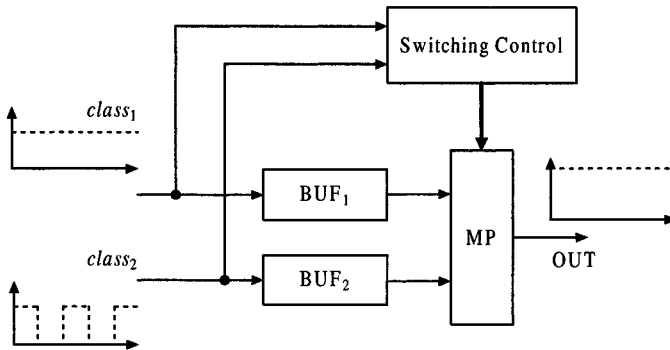 Switching Control
class₁
BUF₁
MP
OUT
class₂
BUF₂